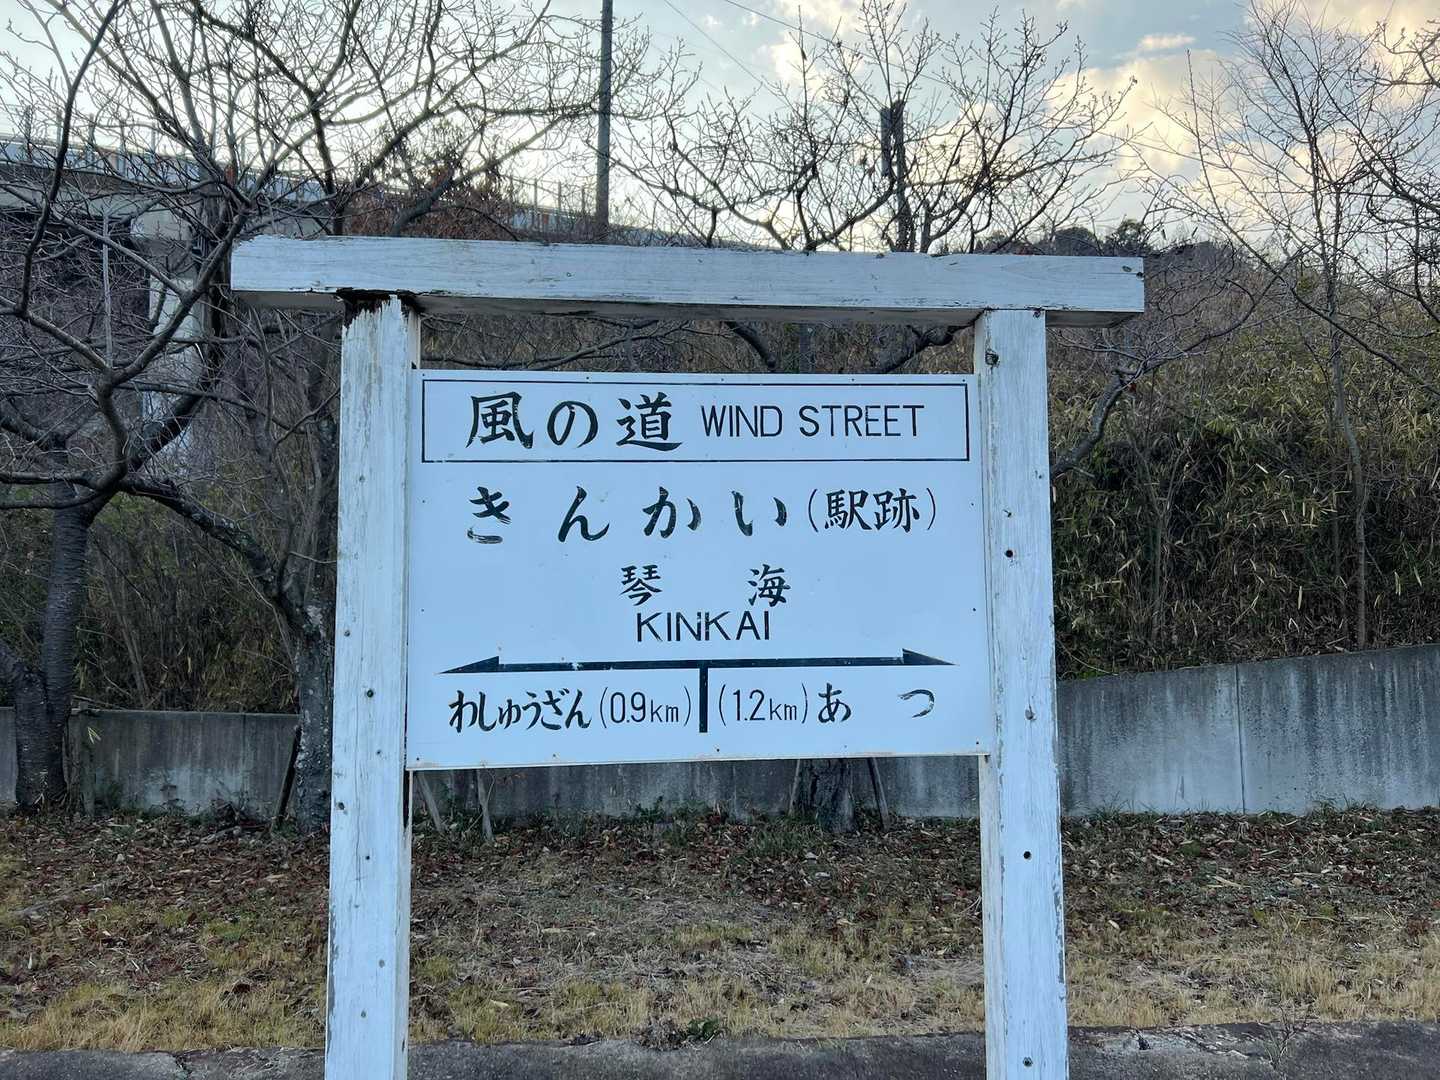 風の道 WIND STREET
きんかい(駅跡)
琴海
KINKAI
わしゅうざん(0.9km) (1.2km)あつ